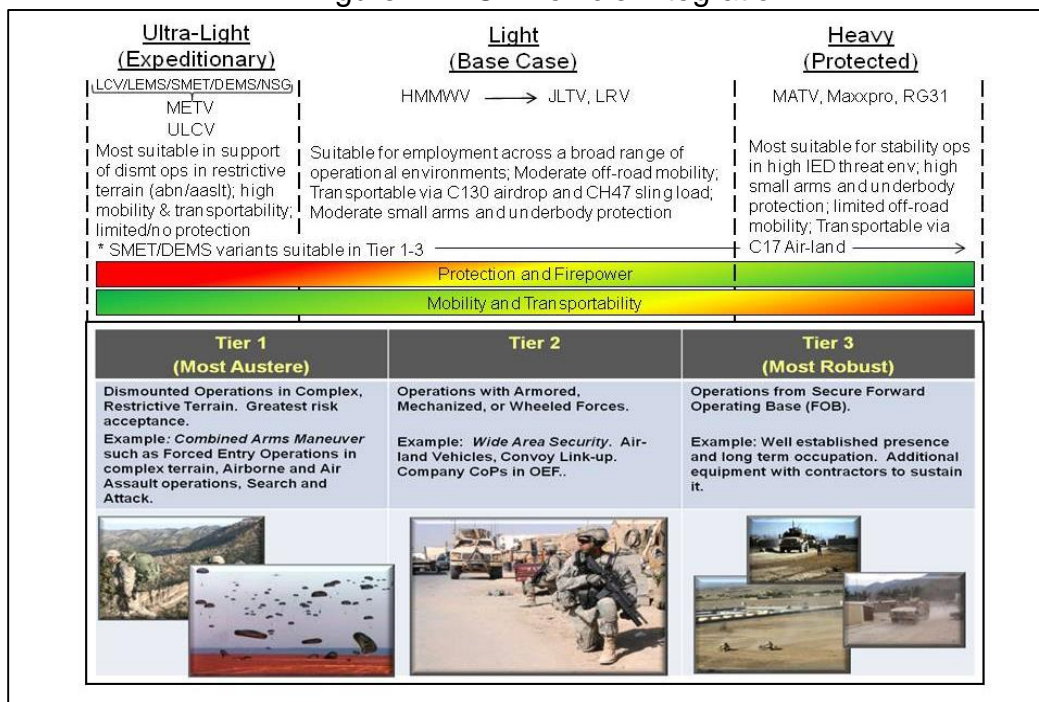 Ultra-Light
(Expeditionary)
LCV/LEMS/SMET/DEMS/NSG
METV
ULCV
Most suitable in support
of dismt ops in restrictive
terrain (abn/aaslt); high
mobility & transportability;
limited/no protection
* SMET/DEMS variants suitable in Tier 1-3
Light
(Base Case)
HMMWV JLTV, LRV
Suitable for employment across a broad range of
operational environments; Moderate off-road mobility;
Transportable via C130 airdrop and CH47 sling load;
Moderate small arms and underbody protection
Heavy
(Protected)
MATV, Maxxpro, RG31
Most suitable for stability ops
in high IED threat env; high
small arms and underbody
protection; limited off-road
mobility; Transportable via
C17 Air-land
Protection and Firepower
Mobility and Transportability
Tier 1
(Most Austere)
Dismounted Operations in Complex,
Restrictive Terrain. Greatest risk
acceptance.
Example: Combined Arms Maneuver
such as Forced Entry Operations in
complex terrain, Airborne and Air
Assault operations, Search and
Attack.
Tier 2
Operations with Armored,
Mechanized, or Wheeled Forces.
Example: Wide Area Security. Air-
land Vehicles, Convoy Link-up.
Company CoPs in OEF..
Tier 3
(Most Robust)
Operations from Secure Forward
Operating Base (FOB).
Example: Well established presence
and long term occupation. Additional
equipment with contractors to sustain
it.